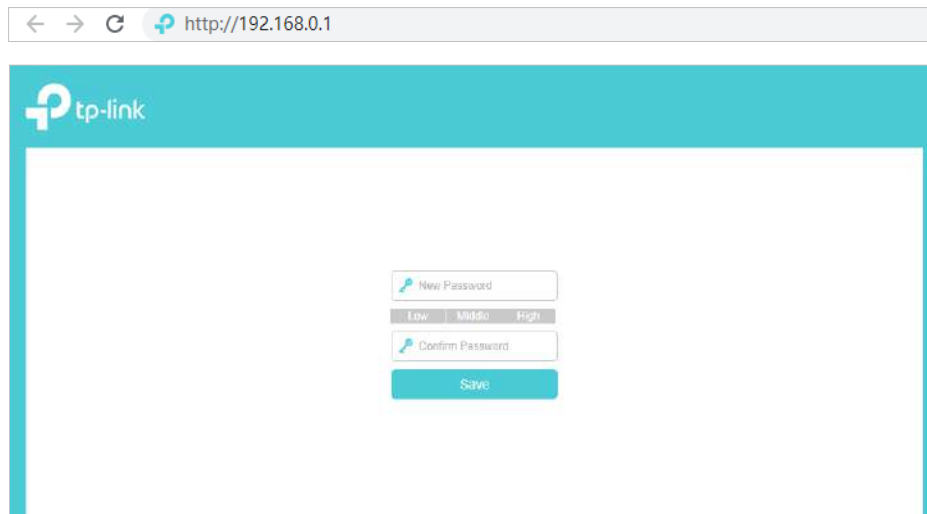 http://192.168.0.1
tp-link
New Password
Low Middle High
Confirm Password
Save